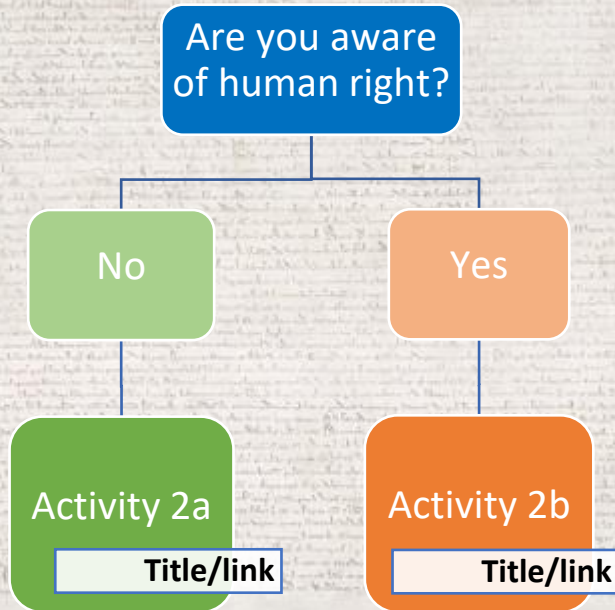 Are you aware
of human right?
No
Yes
Activity 2a
Title/link
Activity 2b
Title/link